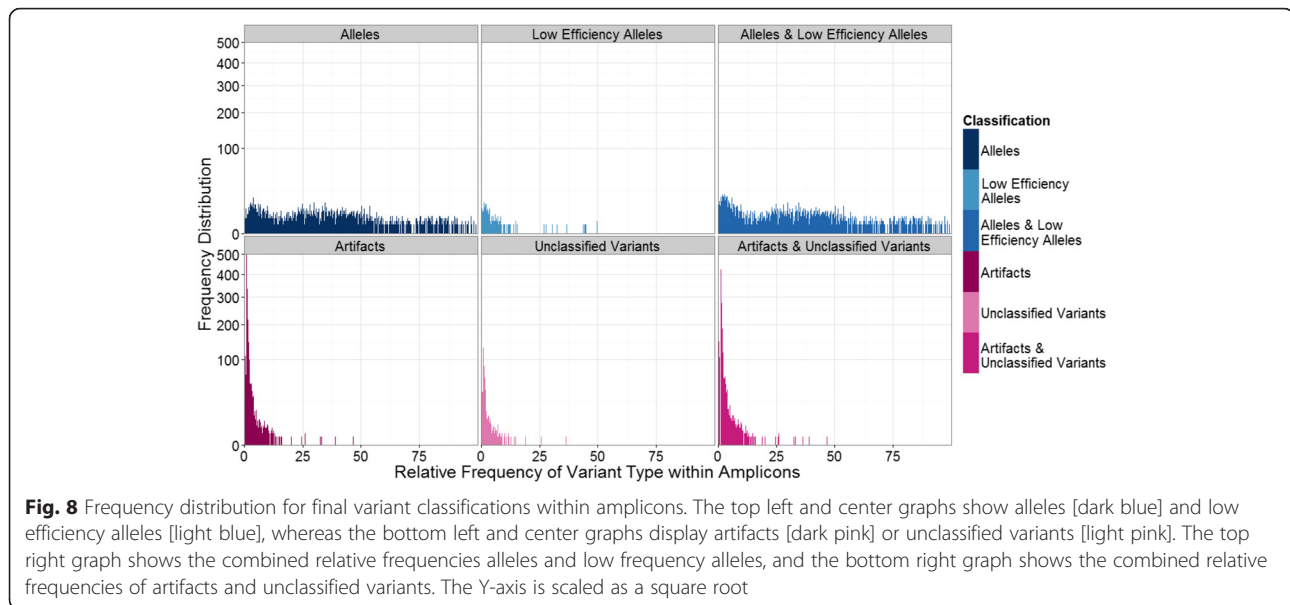 Alleles
Low Efficiency Alleles
Alleles & Low Efficiency Alleles
500
400
300
200
100
0
Artifacts
Unclassified Variants
Artifacts & Unclassified Variants
500
400
300
200
100
0
Frequency Distribution
0
25
50
75
0
25
50
75
0
25
50
75
Relative Frequency of Variant Type within Amplicons
Classification
Alleles
Low Efficiency
Alleles
Alleles & Low
Efficiency Alleles
Artifacts
Unclassified Variants
Artifacts &
Unclassified Variants
Fig. 8 Frequency distribution for final variant classifications within amplicons. The top left and center graphs show alleles [dark blue] and low
efficiency alleles [light blue], whereas the bottom left and center graphs display artifacts [dark pink] or unclassified variants [light pink]. The top
right graph shows the combined relative frequencies alleles and low frequency alleles, and the bottom right graph shows the combined relative
frequencies of artifacts and unclassified variants. The Y-axis is scaled as a square root